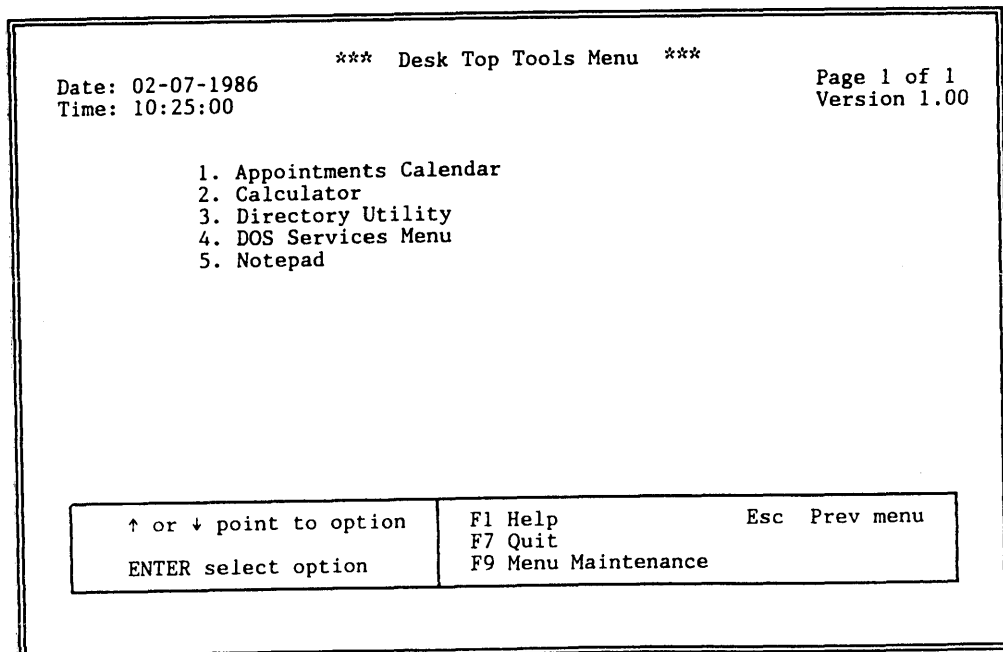 *** Desk Top Tools Menu ***
Date: 02-07-1986 Page 1 of 1
Time: 10:25:00 Version 1.00
1. Appointments Calendar
2. Calculator
3. Directory Utility
4. DOS Services Menu
5. Notepad
↑ or ↓ point to option
ENTER select option
F1 Help Esc Prev menu
F7 Quit
F9 Menu Maintenance